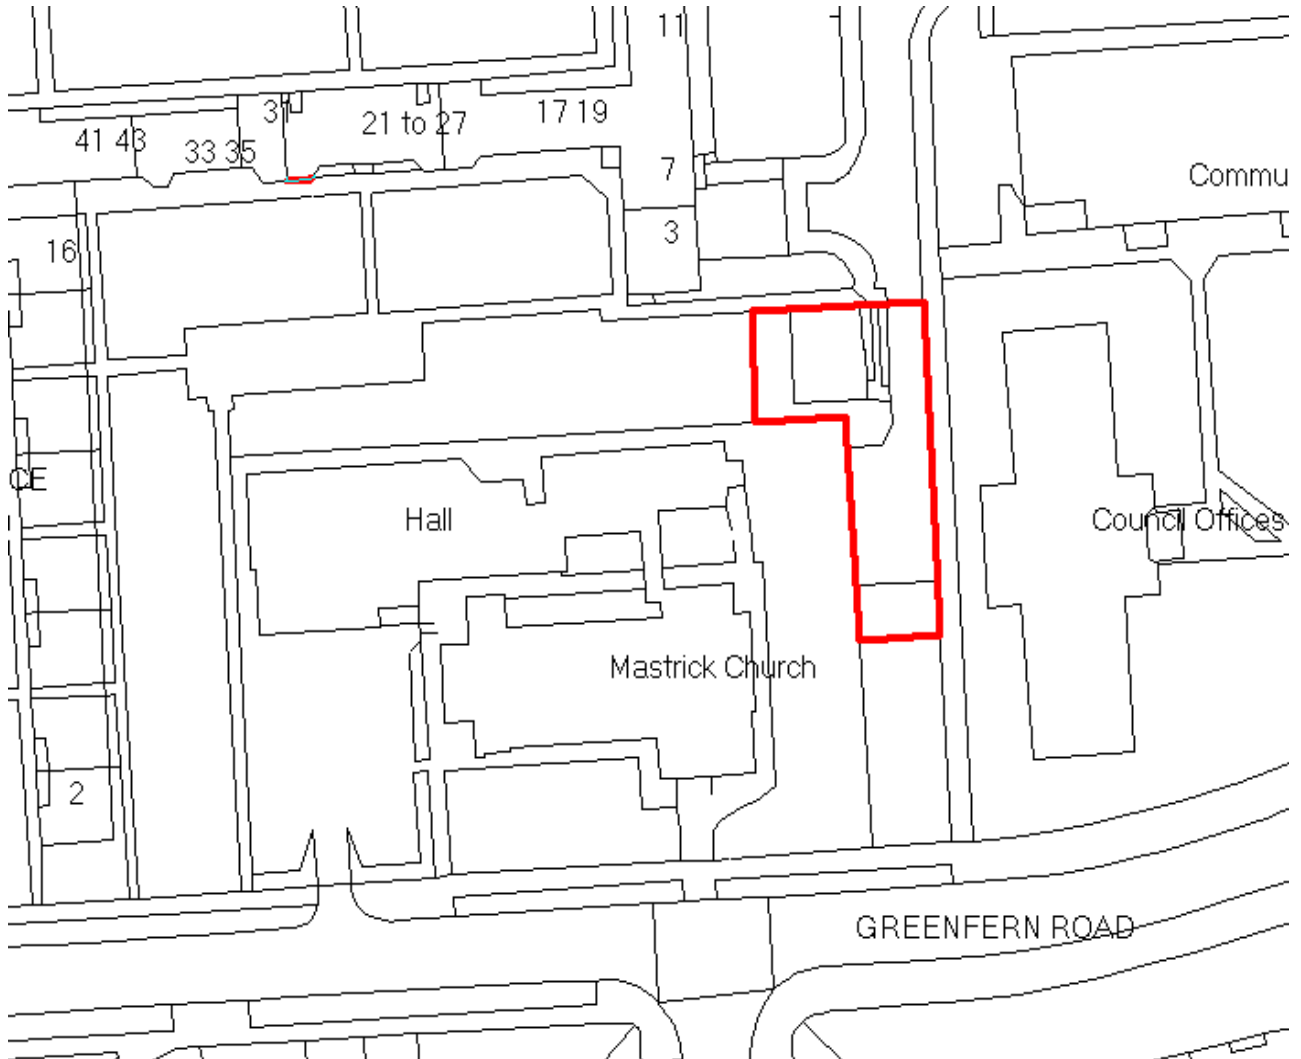 11
31
17 19
21 to 27
41 43
33 35
7
Commu
3
16
CE
Hall
Council Offices
Mastrick Church
2
GREENFERN ROAD